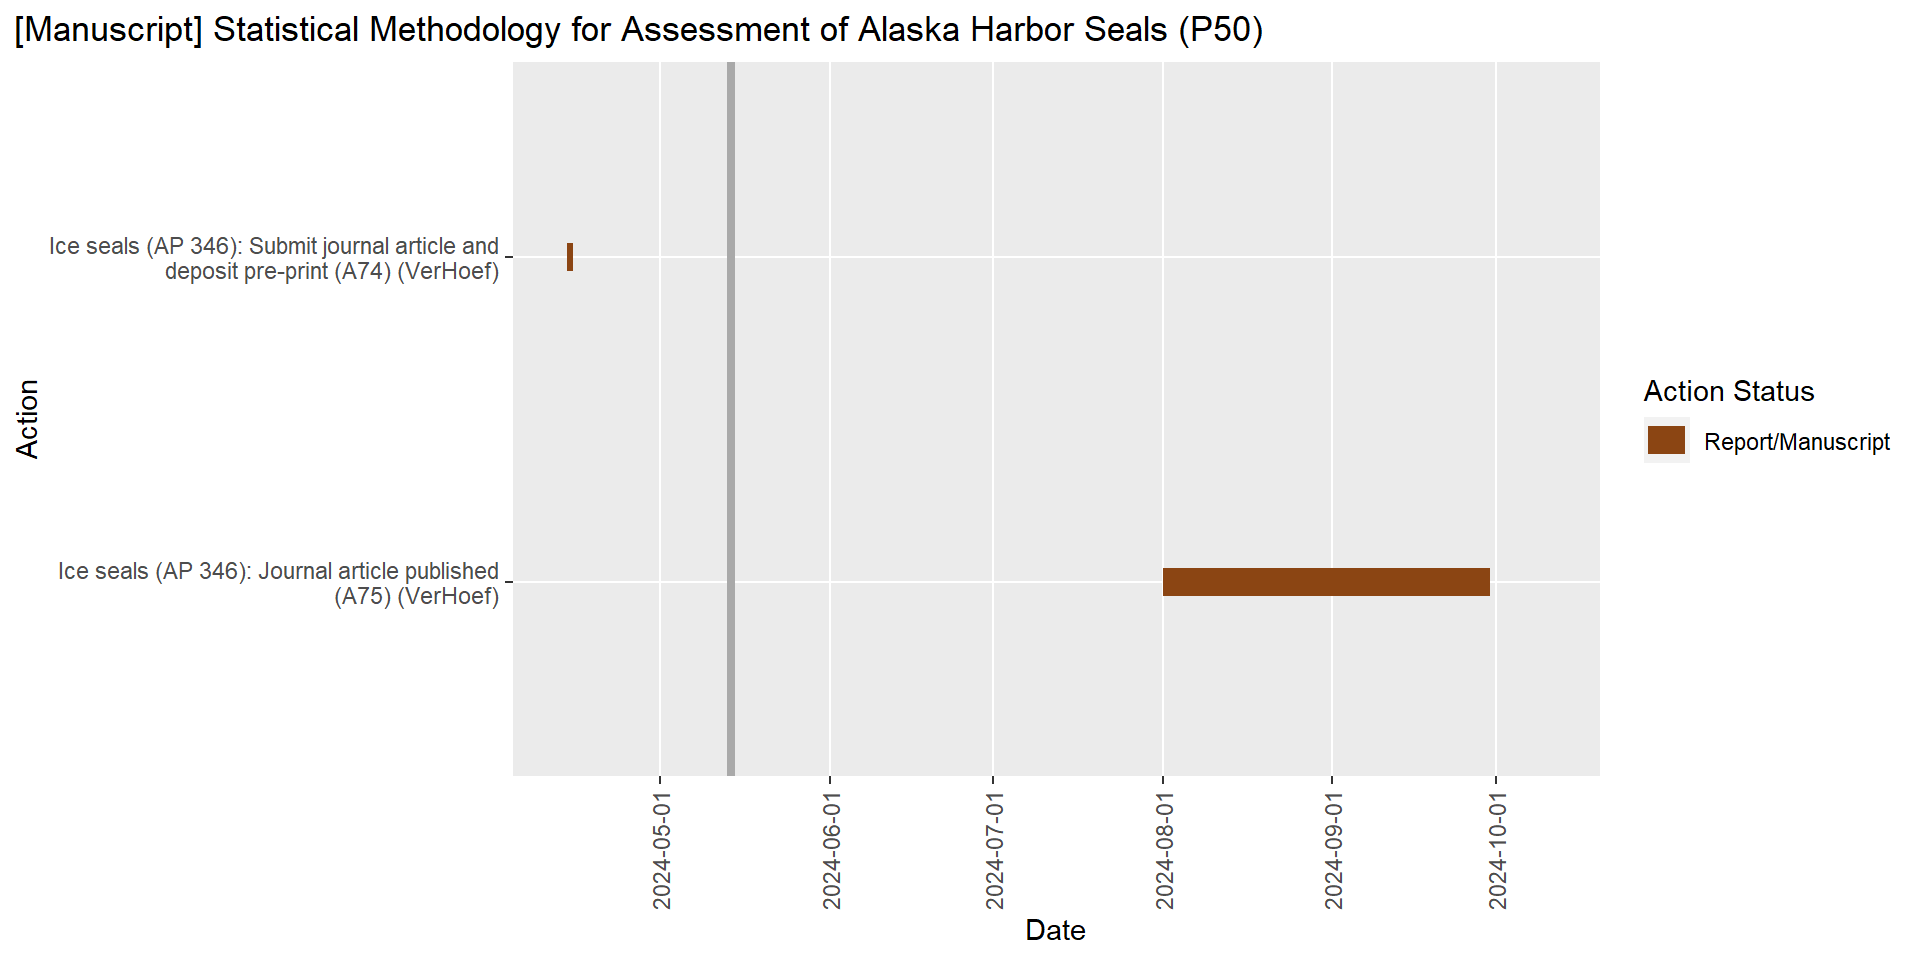 [Manuscript] Statistical Methodology for Assessment of Alaska Harbor Seals (P50)
Ice seals (AP 346): Submit journal article and
deposit pre-print (A74) (VerHoef)
Action
Ice seals (AP 346): Journal article published
(A75) (VerHoef)
2024-05-01
2024-06-01
2024-07-01
2024-08-01
2024-09-01
2024-10-01
Date
Action Status
Report/Manuscript